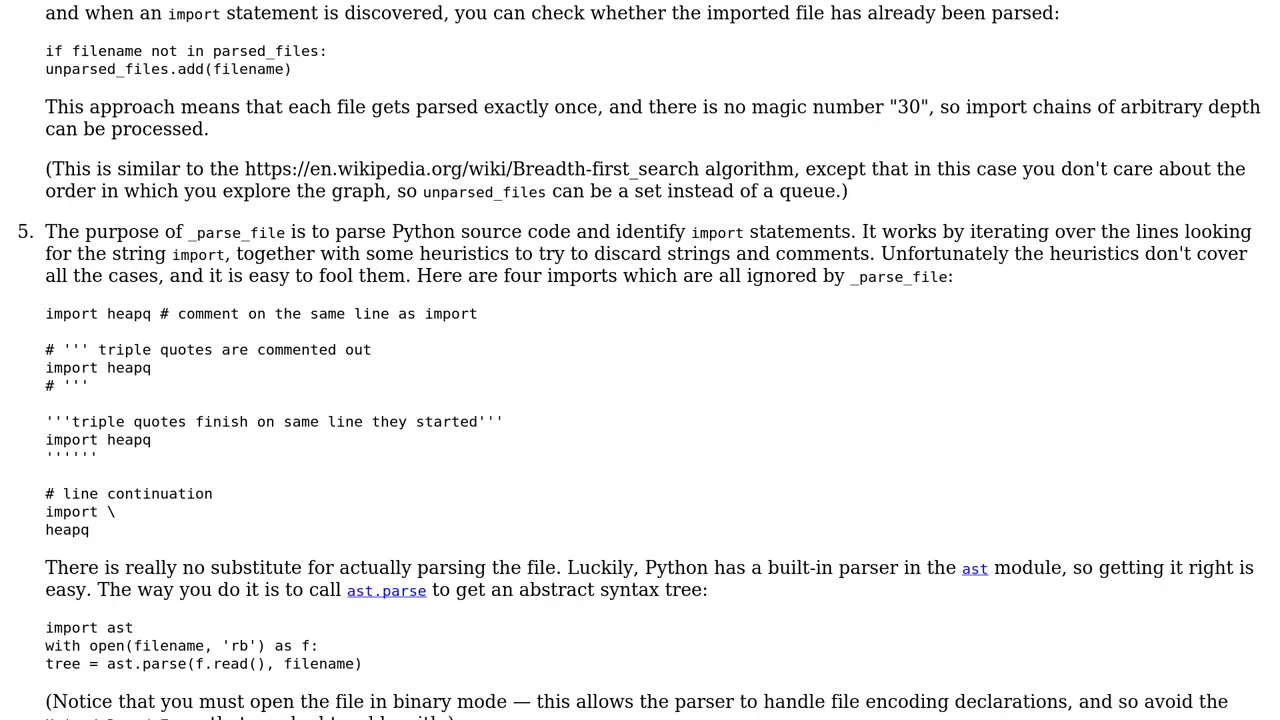 and when an import statement is discovered, you can check whether the imported file has already been parsed:
if filename not in parsed_files:
unparsed_files.add(filename)
This approach means that each file gets parsed exactly once, and there is no magic number "30", so import chains of arbitrary depth
can be processed.
(This is similar to the https://en.wikipedia.org/wiki/Breadth-first_search algorithm, except that in this case you don't care about the
order in which you explore the graph, so unparsed_files can be a set instead of a queue.)
5. The purpose of _parse_file is to parse Python source code and identify import statements. It works by iterating over the lines looking
for the string import, together with some heuristics to try to discard strings and comments. Unfortunately the heuristics don't cover
all the cases, and it is easy to fool them. Here are four imports which are all ignored by _parse_file:
import heapq # comment on the same line as import
# ''' triple quotes are commented out
import heapq
# '''
'''triple quotes finish on same line they started'''
import heapq
''''''
# line continuation
import \
heapq
There is really no substitute for actually parsing the file. Luckily, Python has a built-in parser in the ast module, so getting it right is
easy. The way you do it is to call ast.parse to get an abstract syntax tree:
import ast
with open(filename, 'rb') as f:
tree = ast.parse(f.read(), filename)
(Notice that you must open the file in binary mode — this allows the parser to handle file encoding declarations, and so avoid the